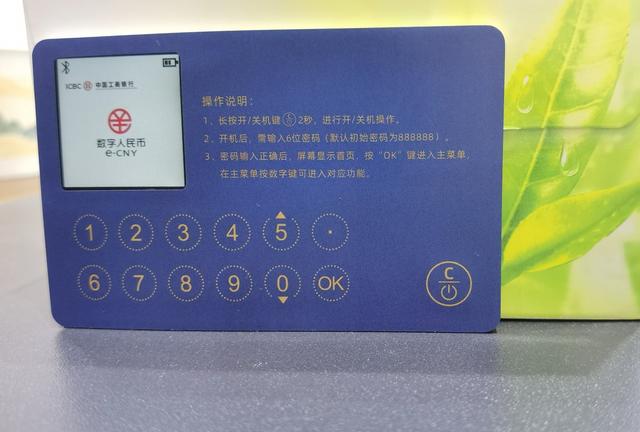 ICBC 中国工商银行
数字人民币
e-CNY
操作说明：
1、长按开/关机键 2秒，进行开/关机操作。
2、开机后，需输入6位密码（默认初始密码为888888）。
3、密码输入正确后，屏幕显示首页，按“OK”键进入主菜单，
在主菜单按数字键可进入对应功能。
1 2 3 4 5 ·
6 7 8 9 0 OK
C